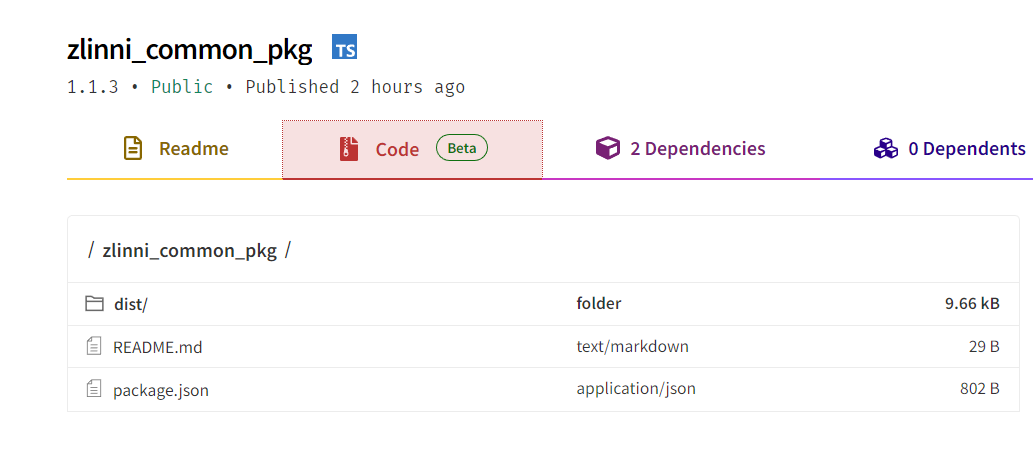 zlinni_common_pkg TS
1.1.3 • Public • Published 2 hours ago
Readme Code Beta 2 Dependencies 0 Dependents
/ zlinni_common_pkg /
dist/ folder 9.66 kB
README.md text/markdown 29 B
package.json application/json 802 B